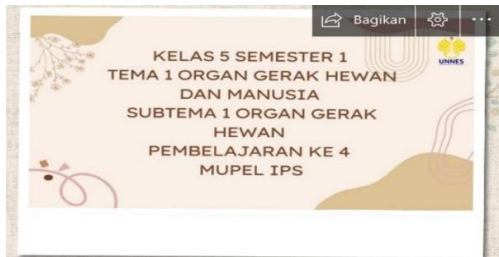 Bagikan
UNNES
KELAS 5 SEMESTER 1
TEMA 1 ORGAN GERAK HEWAN
DAN MANUSIA
SUBTEMA 1 ORGAN GERAK
HEWAN
PEMBELAJARAN KE 4
MUPEL IPS